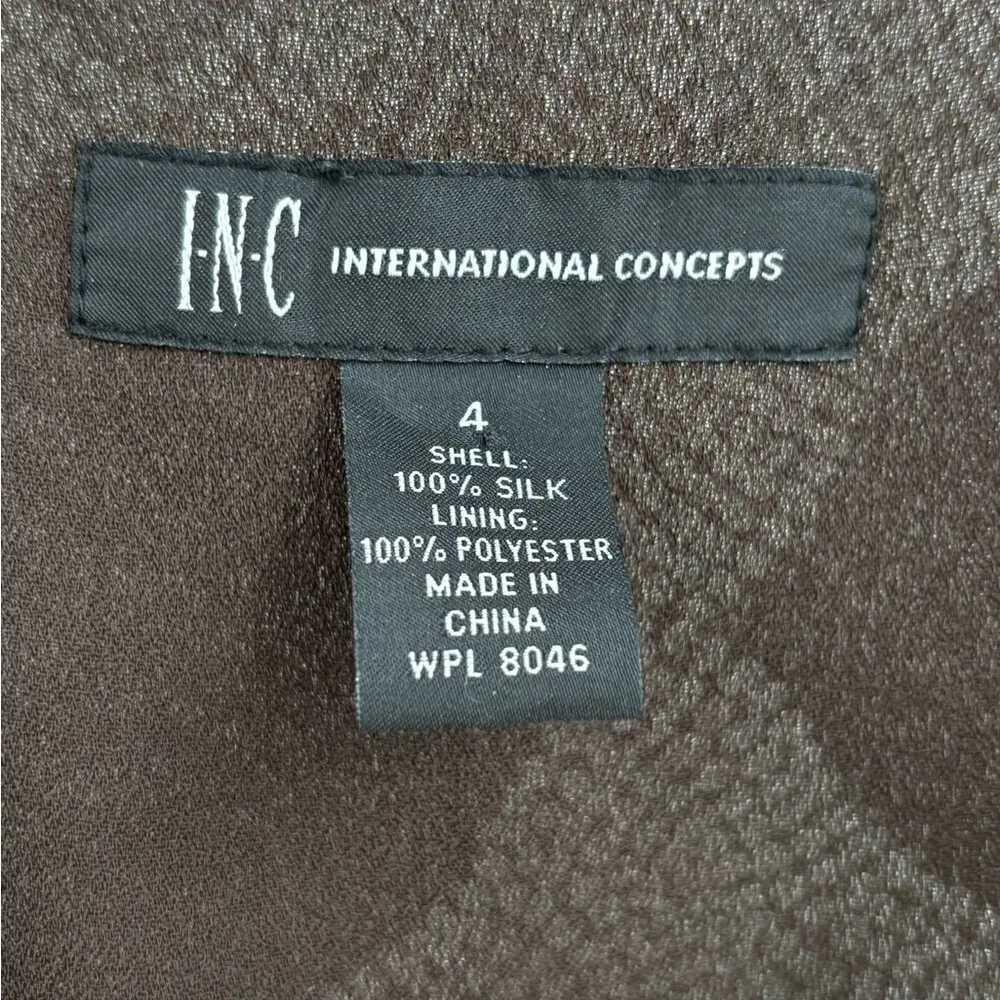 I·N·C INTERNATIONAL CONCEPTS
4
SHELL:
100% SILK
LINING:
100% POLYESTER
MADE IN
CHINA
WPL 8046